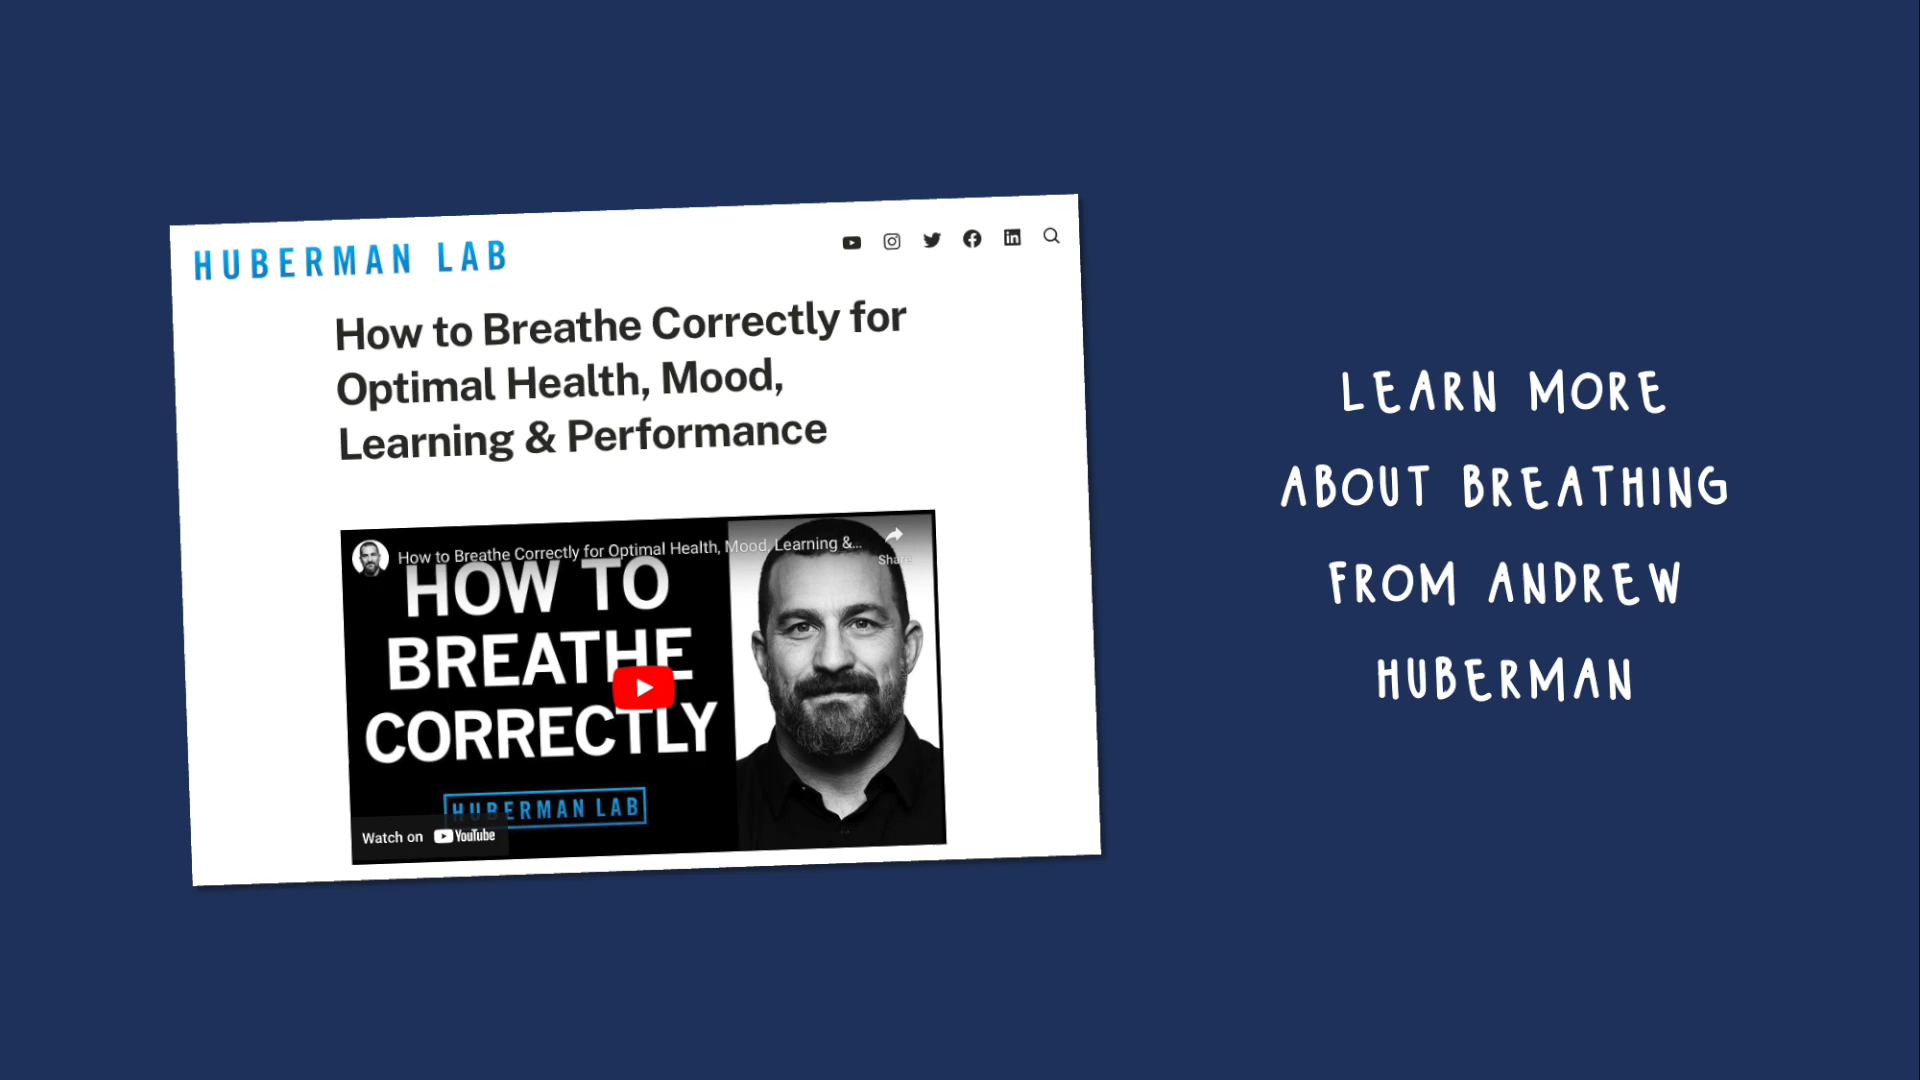 HUBERMAN LAB
How to Breathe Correctly for
Optimal Health, Mood,
Learning & Performance
How to Breathe Correctly for Optimal Health, Mood, Learning &...
Share
HOW TO
BREATHE
CORRECTLY
HUBERMAN LAB
Watch on YouTube
LEARN MORE
ABOUT BREATHING
FROM ANDREW
HUBERMAN